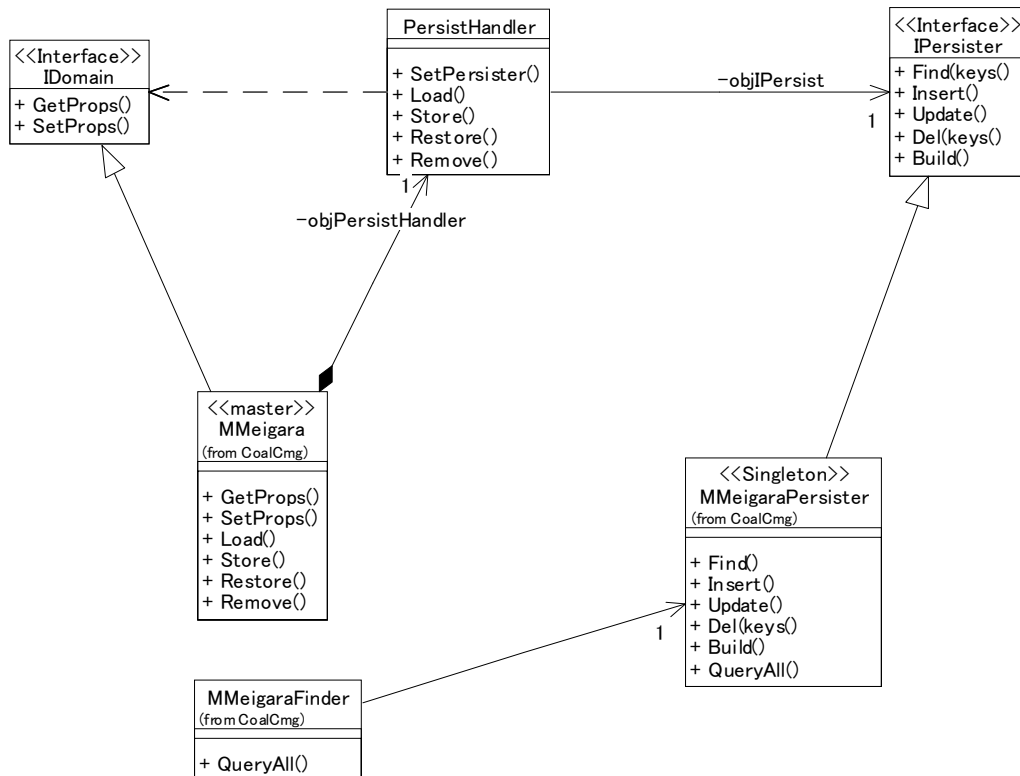 <<Interface>>
IDomain
+ GetProps()
+ SetProps()
PersistHandler
+ SetPersister()
+ Load()
+ Store()
+ Restore()
+ Remove()
<<Interface>>
IPersister
+ Find(keys()
+ Insert()
+ Update()
+ Del(keys()
+ Build()
-objIPersist
1
1
-objPersistHandler
<<master>>
MMeigara
(from CoalCmg)
+ GetProps()
+ SetProps()
+ Load()
+ Store()
+ Restore()
+ Remove()
<<Singleton>>
MMeigaraPersister
(from CoalCmg)
+ Find()
+ Insert()
+ Update()
+ Del(keys()
+ Build()
+ QueryAll()
1
MMeigaraFinder
(from CoalCmg)
+ QueryAll()